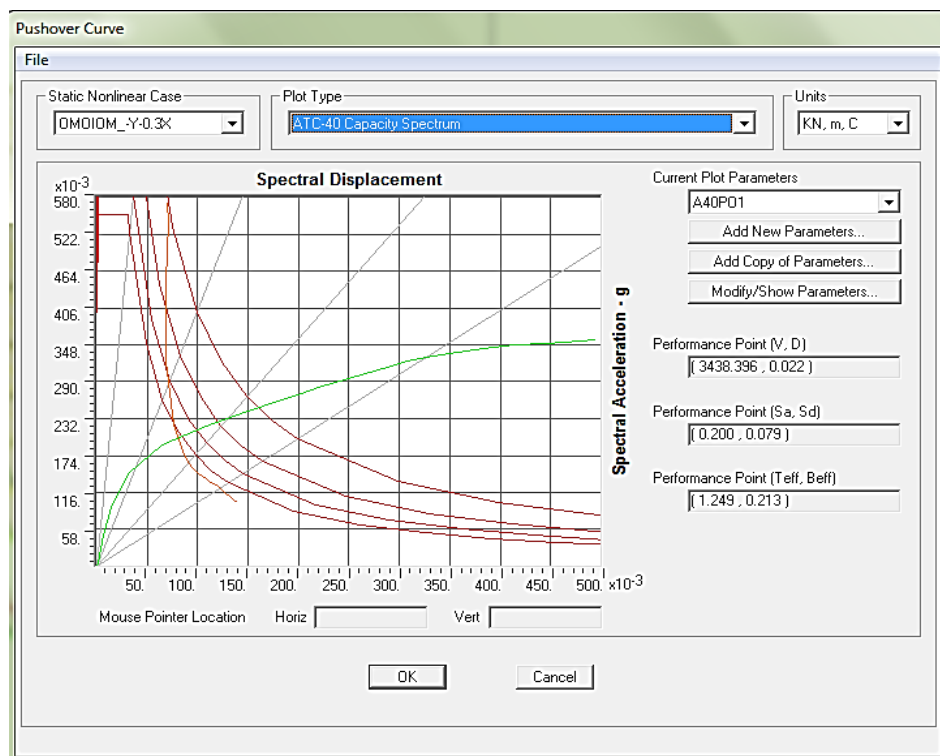 Pushover Curve
File
Static Nonlinear Case
OMOIOM_-Y-0.3X
Plot Type
ATC-40 Capacity Spectrum
Units
KN, m, C
Spectral Displacement
x10-3
580.
522.
464.
406.
348.
290.
232.
174.
116.
58.
50. 100. 150. 200. 250. 300. 350. 400. 450. 500. x10-3
Spectral Acceleration - g
Mouse Pointer Location Horiz Vert
Current Plot Parameters
A40PO1
Add New Parameters...
Add Copy of Parameters...
Modify/Show Parameters...
Performance Point (V, D)
( 3438.396 , 0.022 )
Performance Point (Sa, Sd)
( 0.200 , 0.079 )
Performance Point (Teff, Beff)
( 1.249 , 0.213 )
OK Cancel